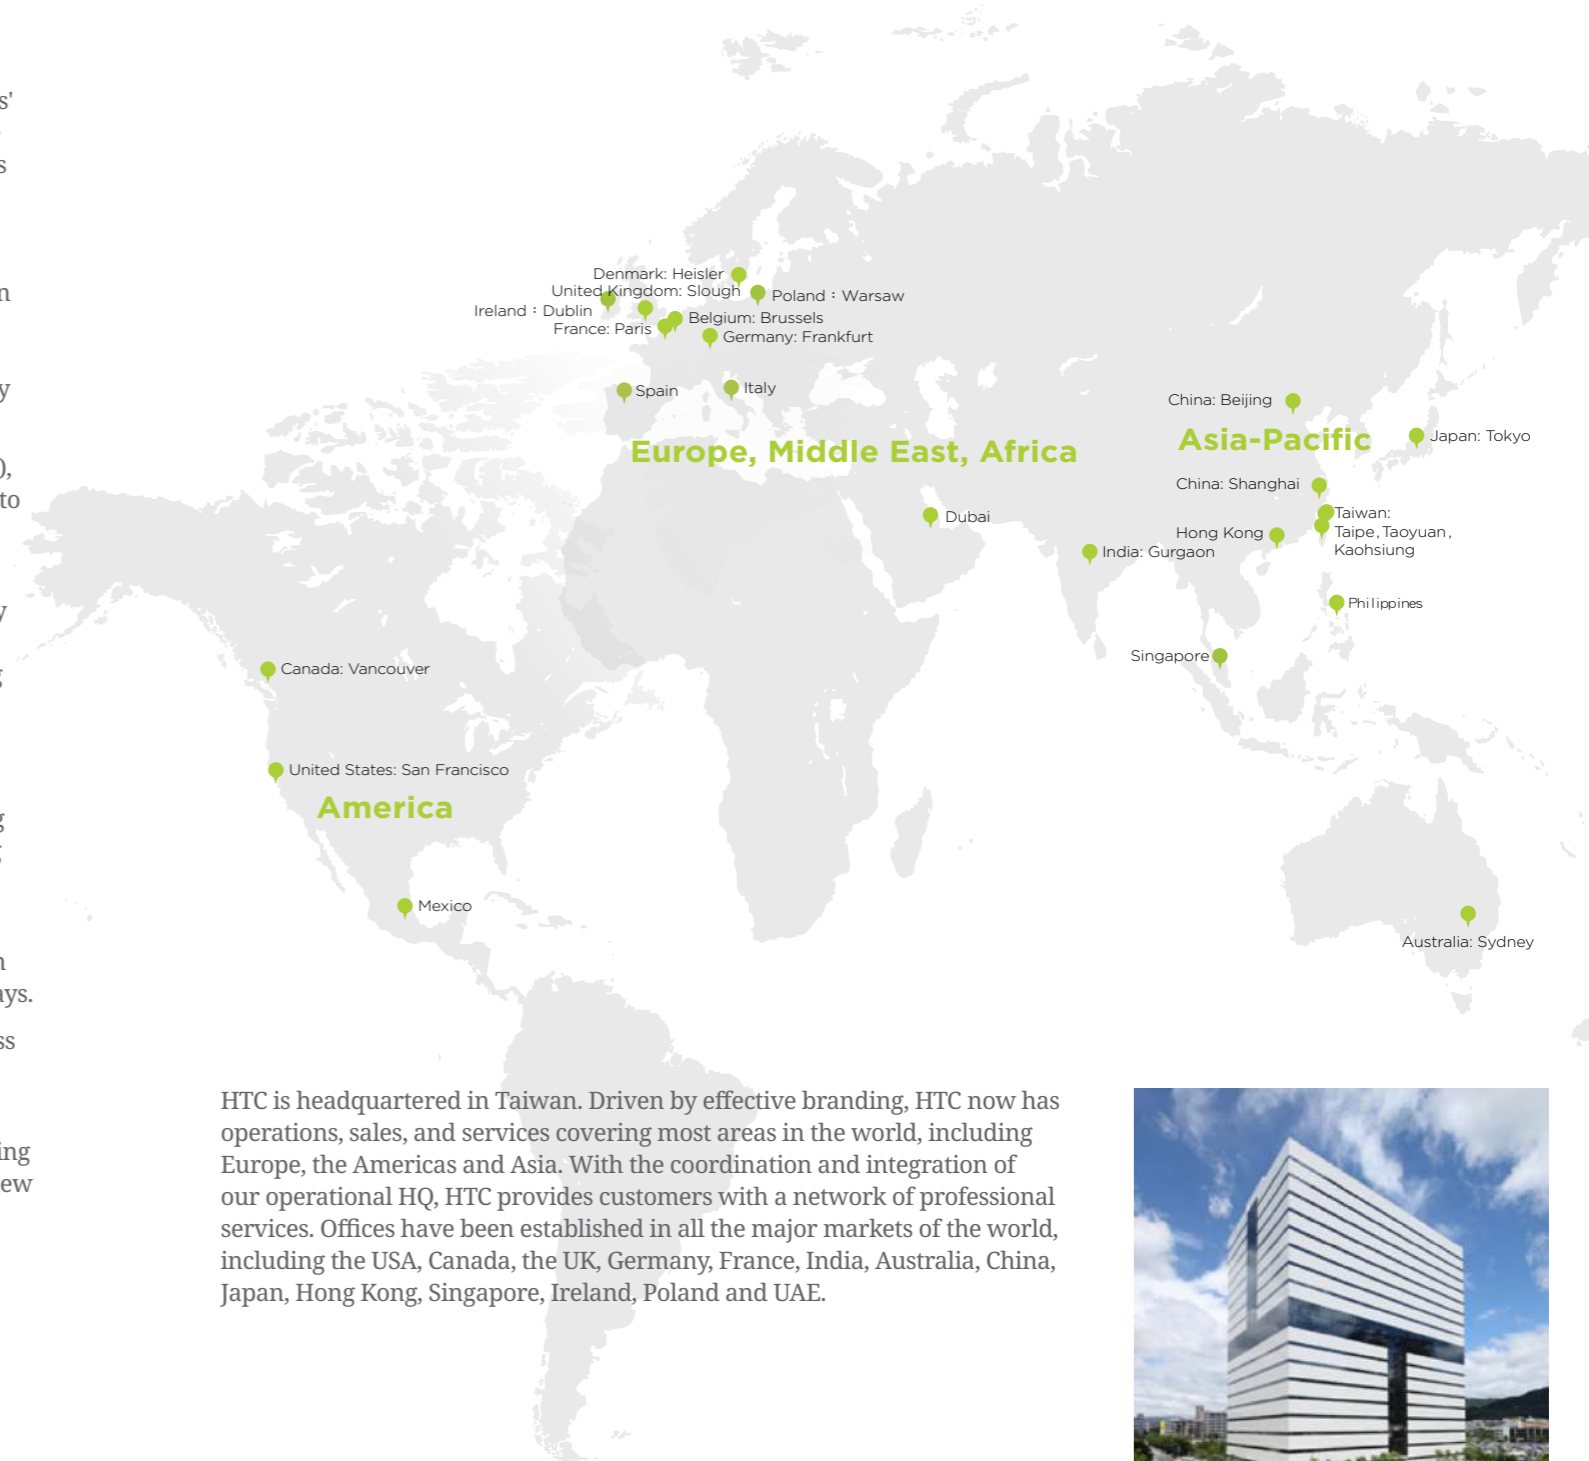 s'
s
n
y
),
to
y
g
g
n
ays.
ss
ing
ew
Denmark: Heisler
United Kingdom: Slough
Poland : Warsaw
Ireland : Dublin
Belgium: Brussels
France: Paris
Germany: Frankfurt
Spain
Italy
Europe, Middle East, Africa
Dubai
China: Beijing
Asia-Pacific
Japan: Tokyo
China: Shanghai
Taiwan:
Taipe, Taoyuan,
Kaohsiung
Hong Kong
India: Gurgaon
Philippines
Singapore
Canada: Vancouver
United States: San Francisco
America
Mexico
Australia: Sydney
HTC is headquartered in Taiwan. Driven by effective branding, HTC now has
operations, sales, and services covering most areas in the world, including
Europe, the Americas and Asia. With the coordination and integration of
our operational HQ, HTC provides customers with a network of professional
services. Offices have been established in all the major markets of the world,
including the USA, Canada, the UK, Germany, France, India, Australia, China,
Japan, Hong Kong, Singapore, Ireland, Poland and UAE.